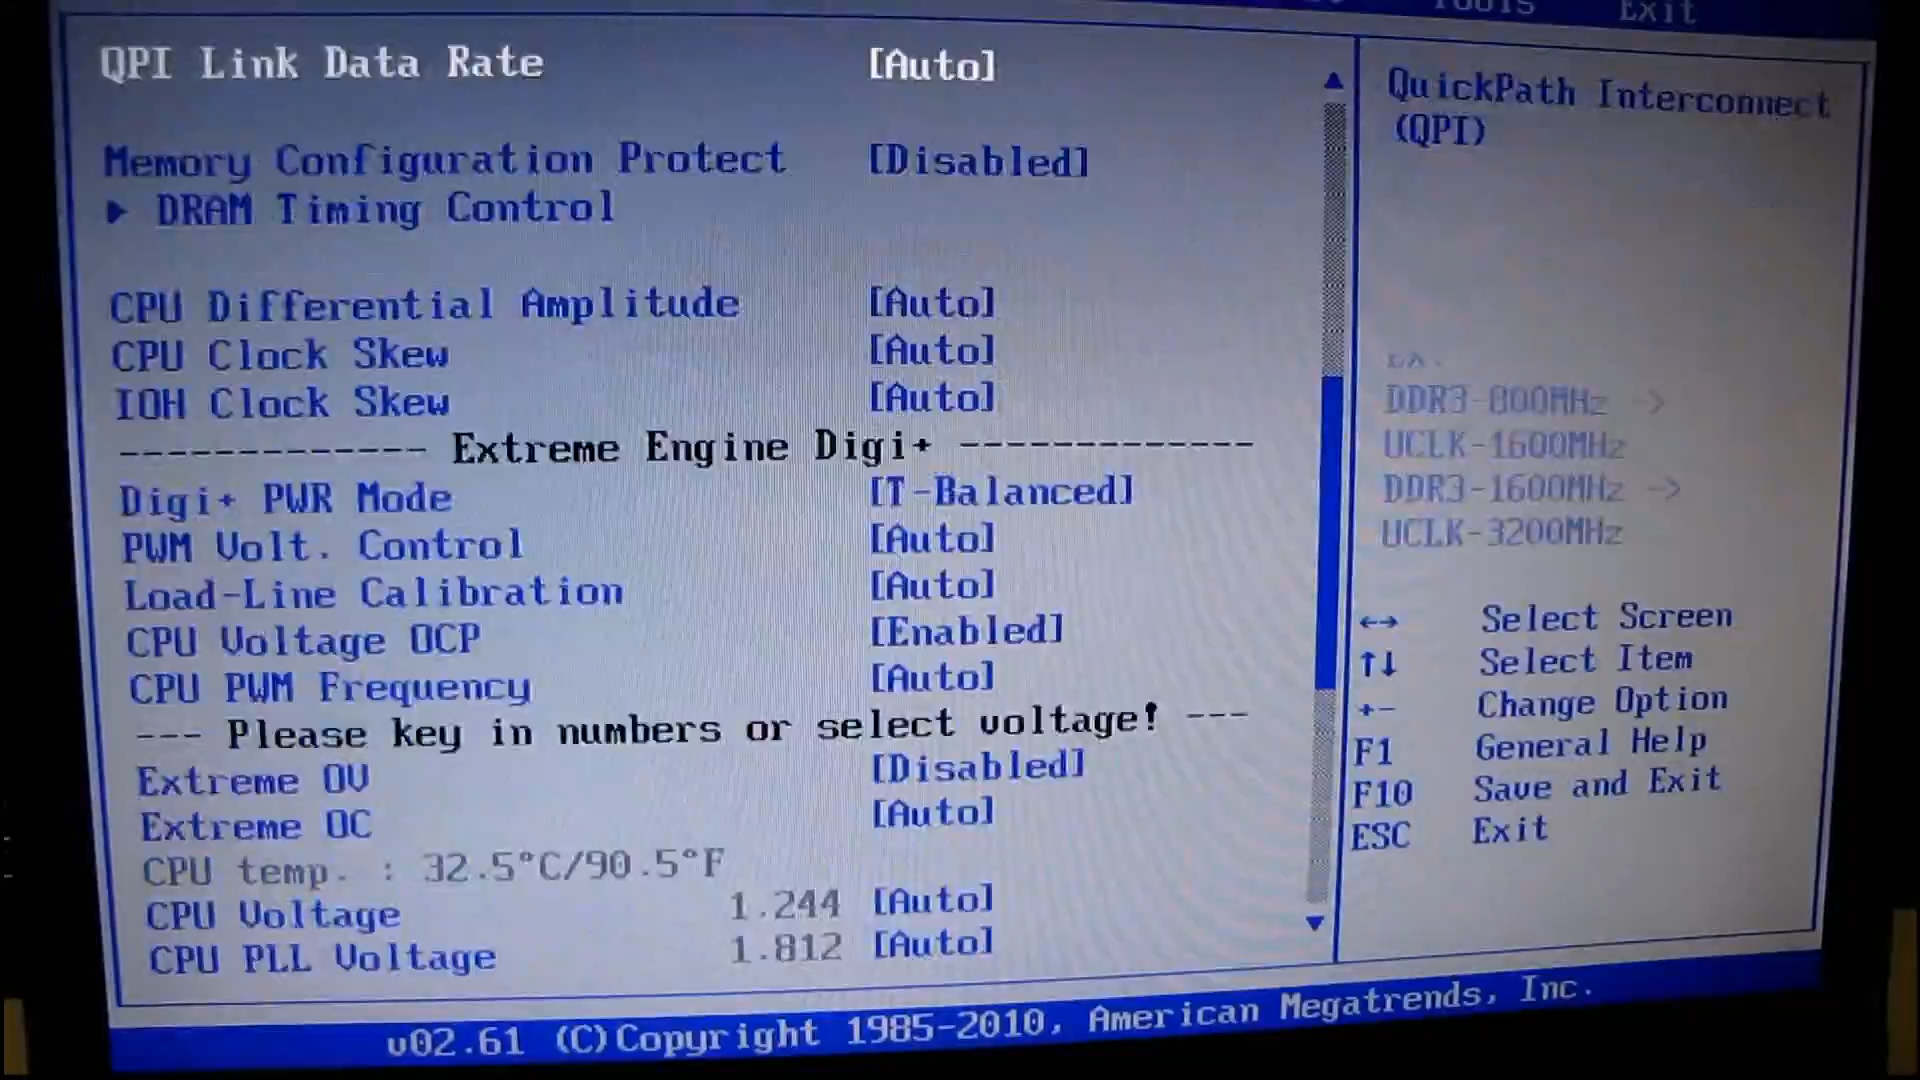 Tools Exit
QPI Link Data Rate [Auto]
Memory Configuration Protect [Disabled]
► DRAM Timing Control
CPU Differential Amplitude [Auto]
CPU Clock Skew [Auto]
IOH Clock Skew [Auto]
------------- Extreme Engine Digi+ -------------
Digi+ PWR Mode [T-Balanced]
PWM Volt. Control [Auto]
Load-Line Calibration [Auto]
CPU Voltage OCP [Enabled]
CPU PWM Frequency [Auto]
--- Please key in numbers or select voltage! ---
Extreme OV [Disabled]
Extreme OC [Auto]
CPU temp. : 32.5°C/90.5°F
CPU Voltage 1.244 [Auto]
CPU PLL Voltage 1.812 [Auto]
QuickPath Interconnect
(QPI)
DDR3-800MHz ->
UCLK-1600MHz
DDR3-1600MHz ->
UCLK-3200MHz
↔ Select Screen
↑↓ Select Item
+- Change Option
F1 General Help
F10 Save and Exit
ESC Exit
v02.61 (C)Copyright 1985-2010, American Megatrends, Inc.